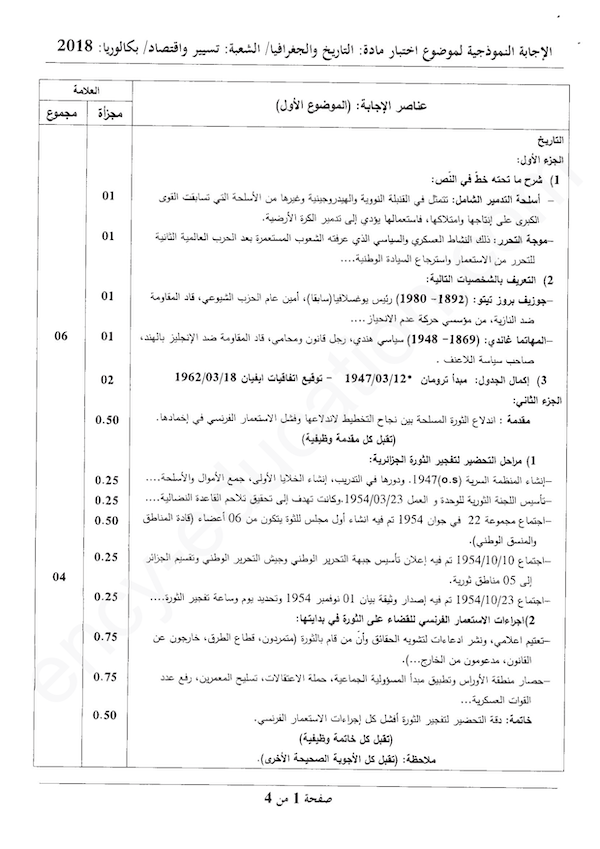 الإجابة النموذجية لموضوع اختبار مادة: التاريخ والجغرافيا/ الشعبة: تسيير واقتصاد/ بكالوريا: 2018
عناصر الإجابة: (الموضوع الأول)
العلامة
مجزأة
مجموع
التاريخ
الجزء الأول:
1) شرح ما تحته خطّ في النّص:
– أسلحة التدمير الشامل: تتمثل في القنبلة النووية والهيدروجينية وغيرها من الأسلحة التي تسابقت القوى
01
الكبرى على إنتاجها وامتلاكها، فاستعمالها يؤدي إلى تدمير الكرة الأرضية.
–موجة التحرر: ذلك النشاط العسكري والسياسي الذي عرفته الشعوب المستعمرة بعد الحرب العالمية الثانية
01
للتحرر من الاستعمار واسترجاع السيادة الوطنية....
2) التعريف بالشخصيات التالية:
–جوزيف بروز تيتو: (1892– 1980) رئيس يوغسلافيا(سابقا)، أمين عام الحزب الشيوعي، قاد المقاومة
01
ضد النازية، من مؤسسي حركة عدم الانحياز....
–المهاتما غاندي: (1869– 1948) سياسي هندي، رجل قانون ومحامي، قاد المقاومة ضد الإنجليز بالهند،
01
06
صاحب سياسة اللاعنف .
3) إكمال الجدول: مبدأ ترومان *1947/03/12 – توقيع اتفاقيات ايفيان 1962/03/18
02
الجزء الثاني:
مقدمة : اندلاع الثورة المسلحة بين نجاح التخطيط لاندلاعها وفشل الاستعمار الفرنسي في إخمادها.
0.50
(تقبل كل مقدمة وظيفية)
1) مراحل التحضير لتفجير الثورة الجزائرية:
–إنشاء المنظمة السرية (o.s)1947. ودورها في التدريب، إنشاء الخلايا الأولى، جمع الأموال والأسلحة....
0.25
–تأسيس اللجنة الثورية للوحدة و العمل 1954/03/23.وكانت تهدف إلى تحقيق تلاحم القاعدة النضالية....
0.25
–اجتماع مجموعة 22 في جوان 1954 تم فيه انشاء أول مجلس للثوة يتكون من 06 أعضاء (قادة المناطق
0.50
والمنسق الوطني).
–اجتماع 1954/10/10 تم فيه إعلان تأسيس جبهة التحرير الوطني وجيش التحرير الوطني وتقسيم الجزائر
0.25
إلى 05 مناطق ثورية.
04
–اجتماع 1954/10/23 تم فيه إصدار وثيقة بيان 01 نوفمبر 1954 وتحديد يوم وساعة تفجير الثورة....
0.25
2)اجراءات الاستعمار الفرنسي للقضاء على الثورة في بدايتها:
–تعتيم اعلامي، ونشر ادعاءات لتشويه الحقائق وأنّ من قام بالثورة (متمردون، قطاع الطرق، خارجون عن
0.75
القانون، مدعومون من الخارج...).
–حصار منطقة الأوراس وتطبيق مبدأ المسؤولية الجماعية، حملة الاعتقالات، تسليح المعمرين، رفع عدد
0.75
القوات العسكرية...
خاتمة: دقة التحضير لتفجير الثورة أفشل كل إجراءات الاستعمار الفرنسي.
0.50
(تقبل كل خاتمة وظيفية)
ملاحظة: (تقبل كل الأجوبة الصحيحة الأخرى).
صفحة 1 من 4